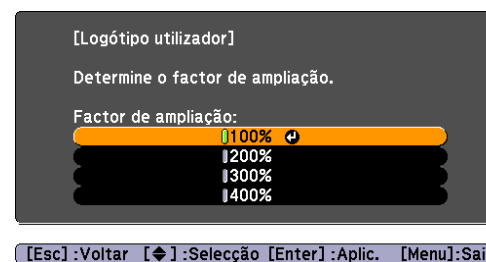 [Logótipo utilizador]
Determine o factor de ampliação.
Factor de ampliação:
100%
200%
300%
400%
[Esc] :Voltar [◆] :Selecção [Enter] :Aplic. [Menu]:Sai